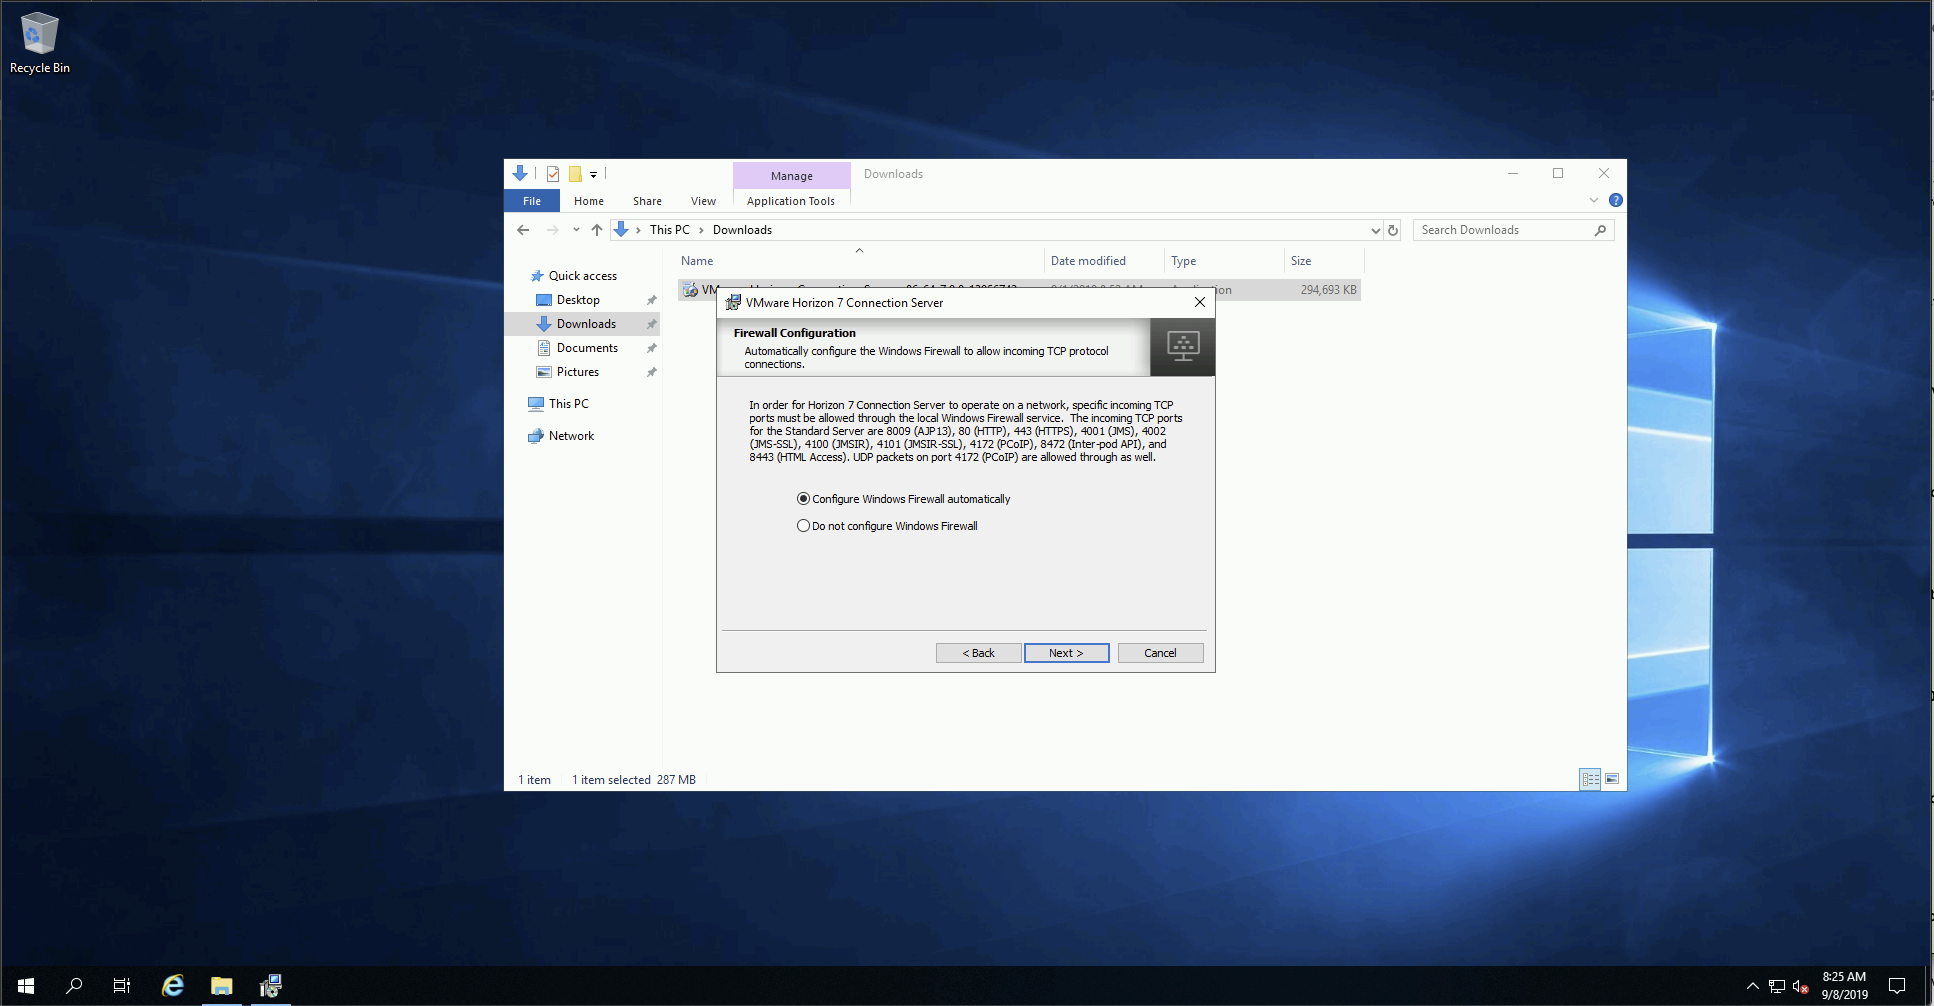 Recycle Bin
Manage
Downloads
File
Home
Share
View
Application Tools
This PC
Downloads
Search Downloads
Name
Date modified
Type
Size
Quick access
Desktop
Downloads
Documents
Pictures
This PC
Network
294,693 KB
VMware Horizon 7 Connection Server
Firewall Configuration
Automatically configure the Windows Firewall to allow incoming TCP protocol
connections.
In order for Horizon 7 Connection Server to operate on a network, specific incoming TCP
ports must be allowed through the local Windows Firewall service. The incoming TCP ports
for the Standard Server are 8009 (AJP13), 80 (HTTP), 443 (HTTPS), 4001 (JMS), 4002
(JMS-SSL), 4100 (JMSIR), 4101 (JMSIR-SSL), 4172 (PCoIP), 8472 (Inter-pod API), and
8443 (HTML Access). UDP packets on port 4172 (PCoIP) are allowed through as well.
Configure Windows Firewall automatically
Do not configure Windows Firewall
< Back
Next >
Cancel
1 item
1 item selected 287 MB
8:25 AM
9/8/2019